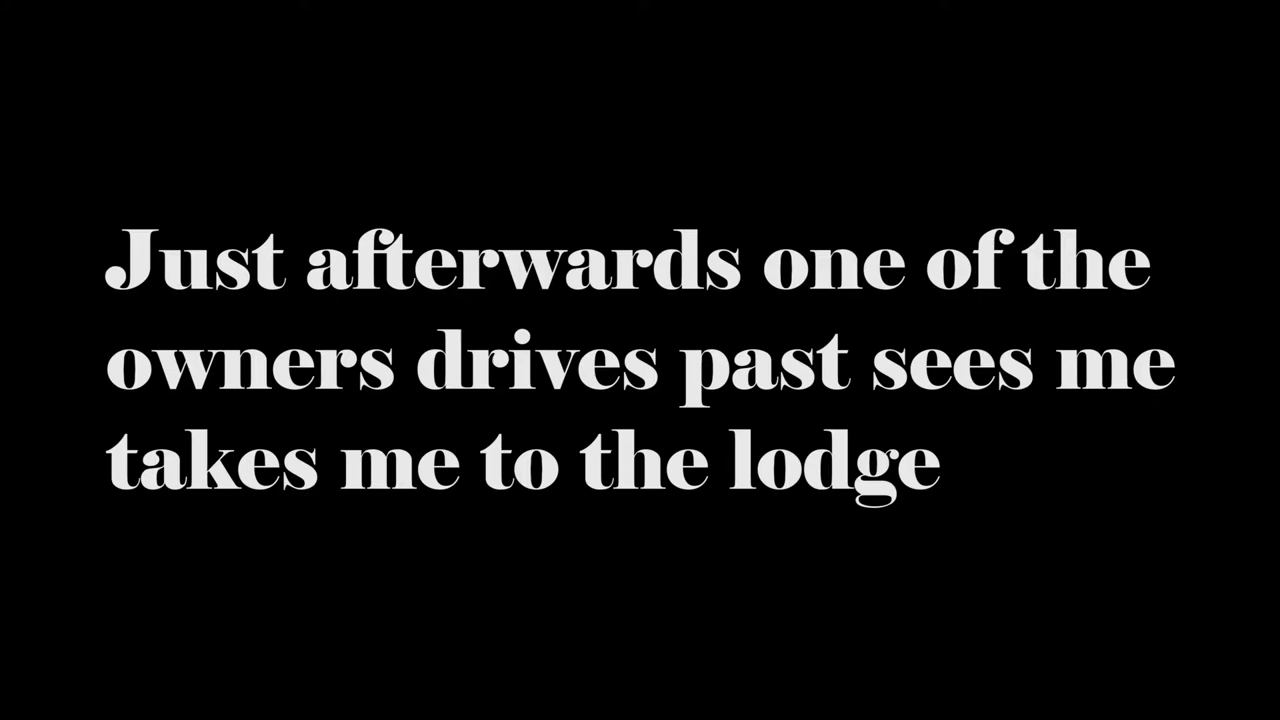 Just afterwards one of the
owners drives past sees me
takes me to the lodge